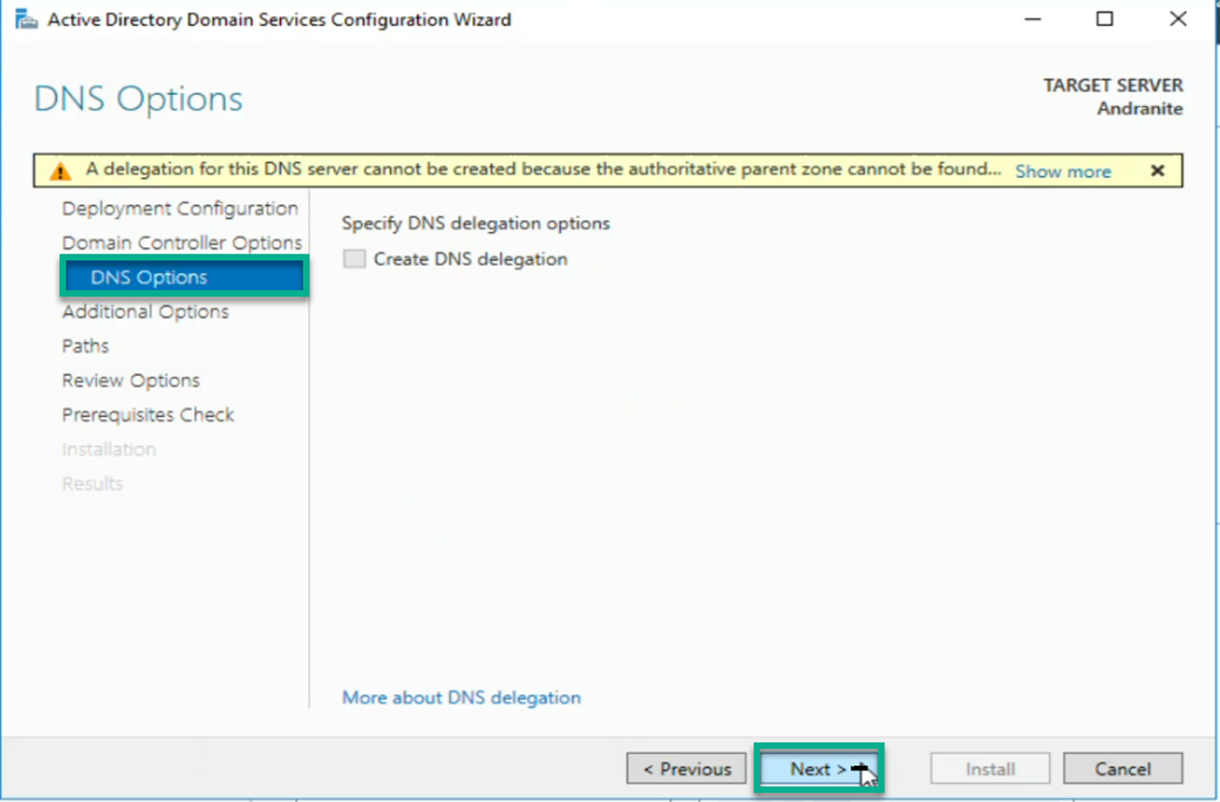 Active Directory Domain Services Configuration Wizard
DNS Options
TARGET SERVER
Andranite
A delegation for this DNS server cannot be created because the authoritative parent zone cannot be found... Show more
Deployment Configuration
Domain Controller Options
DNS Options
Additional Options
Paths
Review Options
Prerequisites Check
Installation
Results
Specify DNS delegation options
Create DNS delegation
More about DNS delegation
< Previous
Next >
Install
Cancel